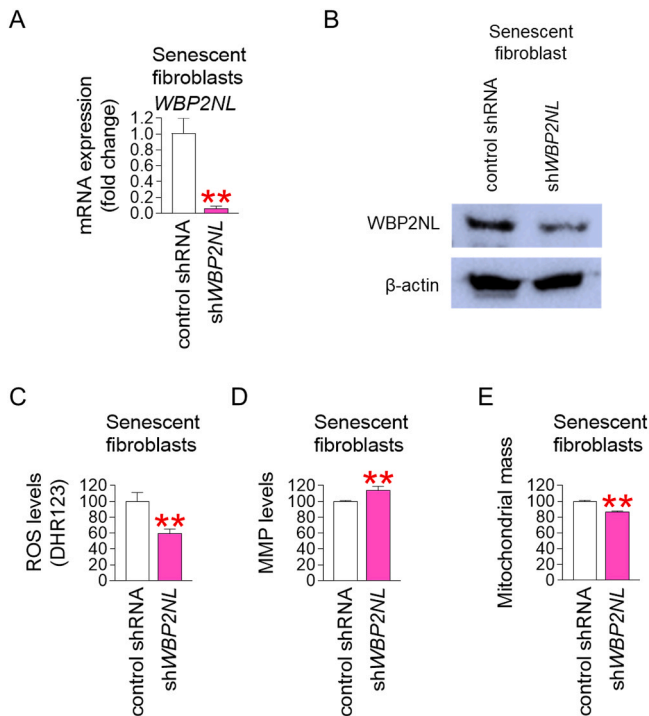 A
Senescent
fibroblasts
WBP2NL
mRNA expression
(fold change)
1.2
1.0
0.8
0.6
0.4
0.2
0.0
**
control shRNA
shWBP2NL
B
Senescent
fibroblast
control shRNA
shWBP2NL
WBP2NL
β-actin
C
Senescent
fibroblasts
ROS levels
(DHR123)
120
100
80
60
40
20
0
**
control shRNA
shWBP2NL
D
Senescent
fibroblasts
MMP levels
120
100
80
60
40
20
0
**
control shRNA
shWBP2NL
E
Senescent
fibroblasts
Mitochondrial mass
120
100
80
60
40
20
0
**
control shRNA
shWBP2NL